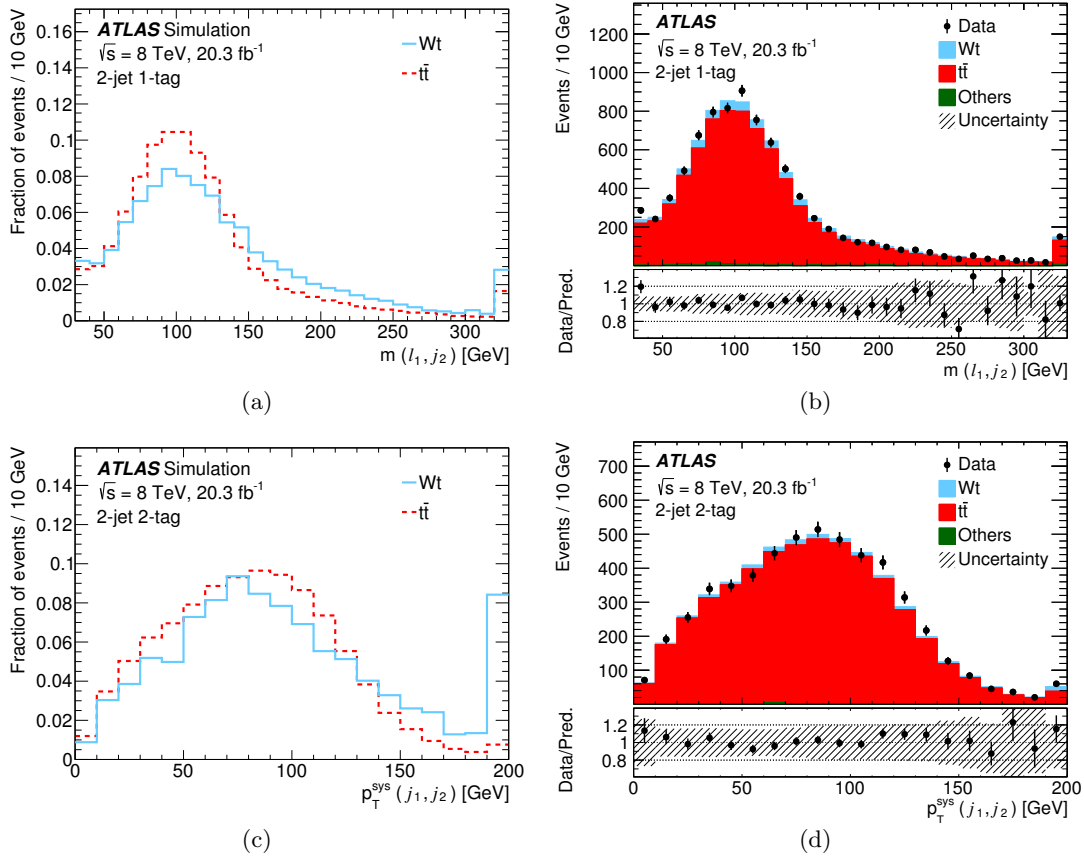 ATLAS Simulation
√s = 8 TeV, 20.3 fb⁻¹
2-jet 1-tag
Wt
tt̄
Fraction of events / 10 GeV
0.16
0.14
0.12
0.1
0.08
0.06
0.04
0.02
0
50 100 150 200 250 300
m (l₁, j₂) [GeV]
(a)
ATLAS
√s = 8 TeV, 20.3 fb⁻¹
2-jet 1-tag
Data
Wt
tt̄
Others
Uncertainty
Events / 10 GeV
1200
1000
800
600
400
200
Data/Pred.
1.2
1
0.8
50 100 150 200 250 300
m (l₁, j₂) [GeV]
(b)
ATLAS Simulation
√s = 8 TeV, 20.3 fb⁻¹
2-jet 2-tag
Wt
tt̄
Fraction of events / 10 GeV
0.14
0.12
0.1
0.08
0.06
0.04
0.02
0
0 50 100 150 200
p_T^sys (j₁, j₂) [GeV]
(c)
ATLAS
√s = 8 TeV, 20.3 fb⁻¹
2-jet 2-tag
Data
Wt
tt̄
Others
Uncertainty
Events / 10 GeV
700
600
500
400
300
200
100
Data/Pred.
1.2
1
0.8
0 50 100 150 200
p_T^sys (j₁, j₂) [GeV]
(d)